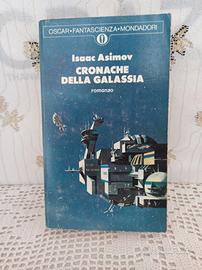 OSCAR•FANTASCIENZA•MONDADORI
Isaac Asimov
CRONACHE
DELLA GALASSIA
romanzo